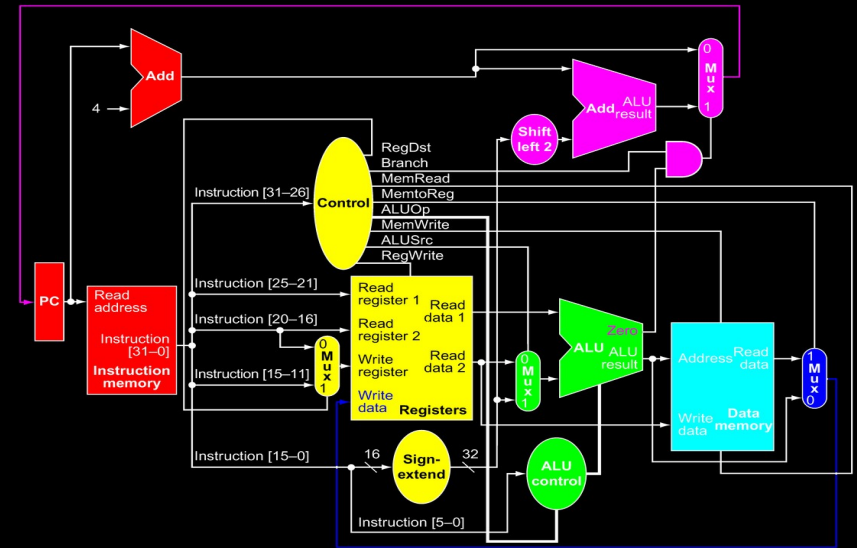 Add
4
0
Mux
1
Add ALU
result
Shift
left 2
RegDst
Branch
MemRead
MemtoReg
ALUOp
MemWrite
ALUSrc
RegWrite
Control
Instruction [31–26]
PC
Read
address
Instruction
[31–0]
Instruction
memory
Instruction [25–21]
Instruction [20–16]
Instruction [15–11]
0
Mux
1
Read
register 1
Read
register 2
Write
register
Write
data
Read
data 1
Read
data 2
Registers
0
Mux
1
Zero
ALU
ALU
result
Address
Read
data
Write
data
Data
memory
1
Mux
0
Instruction [15–0]
16
Sign-
extend
32
ALU
control
Instruction [5–0]